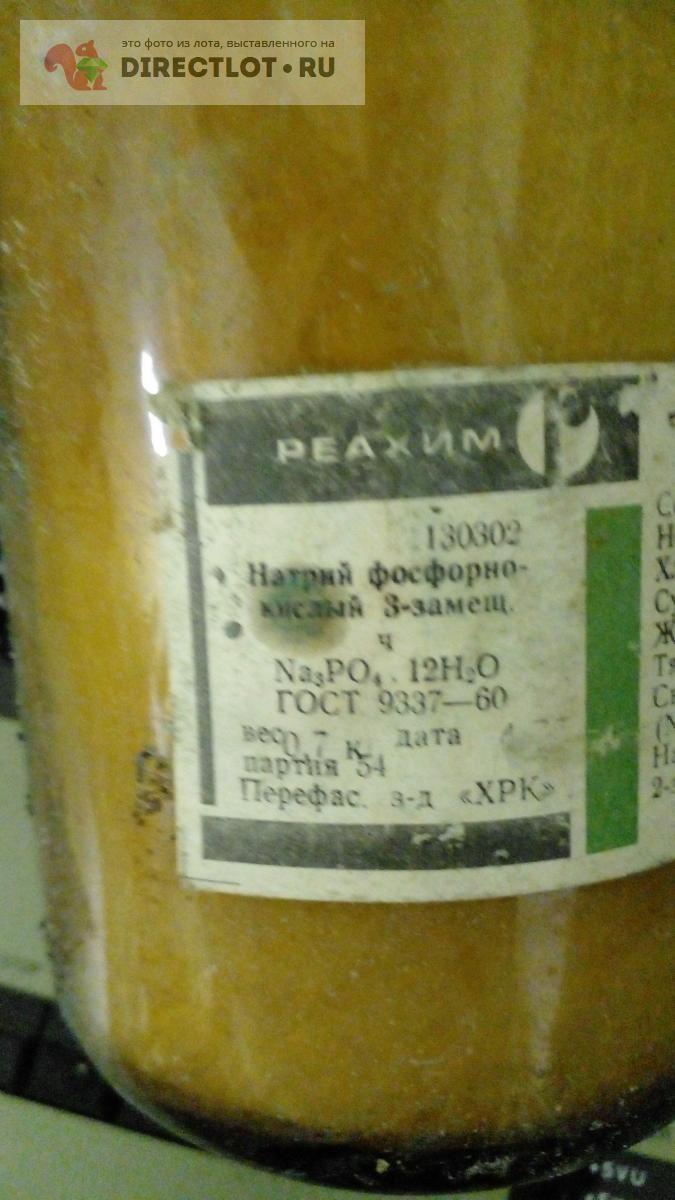 это фото из лота, выставленного на
DIRECTLOT.RU
РЕАХИМ
130302
Натрий фосфорно-
кислый 3-замещ.
ч
Na₃PO₄ . 12H₂O
ГОСТ 9337—60
вес 0,7 к дата
партия 54
Перефас. з-д «ХРК»
SVU